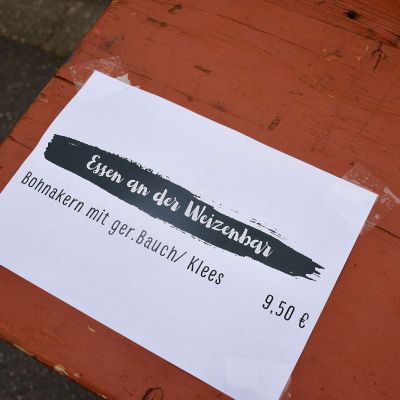 Essen an der Weizenbar
Bohnakern mit ger.Bauch/ Klees
9,50 €